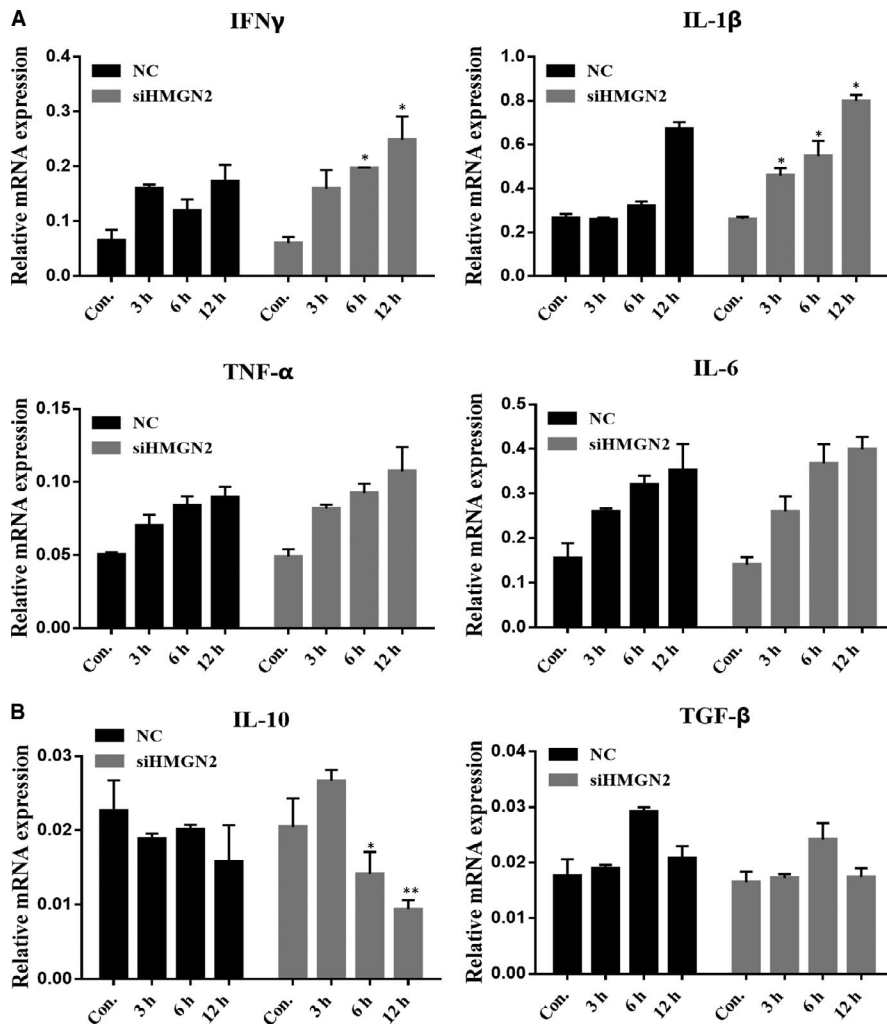 A
IFNγ
Relative mRNA expression
0.4
0.3
0.2
0.1
0.0
NC
siHMGN2
*
*
Con.
3 h
6 h
12 h
Con.
3 h
6 h
12 h
IL-1β
Relative mRNA expression
1.0
0.8
0.6
0.4
0.2
0.0
NC
siHMGN2
*
*
*
Con.
3 h
6 h
12 h
Con.
3 h
6 h
12 h
TNF-α
Relative mRNA expression
0.15
0.10
0.05
0.00
NC
siHMGN2
Con.
3 h
6 h
12 h
Con.
3 h
6 h
12 h
IL-6
Relative mRNA expression
0.5
0.4
0.3
0.2
0.1
0.0
NC
siHMGN2
Con.
3 h
6 h
12 h
Con.
3 h
6 h
12 h
B
IL-10
Relative mRNA expression
0.03
0.02
0.01
0.00
NC
siHMGN2
*
**
Con.
3 h
6 h
12 h
Con.
3 h
6 h
12 h
TGF-β
Relative mRNA expression
0.04
0.03
0.02
0.01
0.00
NC
siHMGN2
Con.
3 h
6 h
12 h
Con.
3 h
6 h
12 h